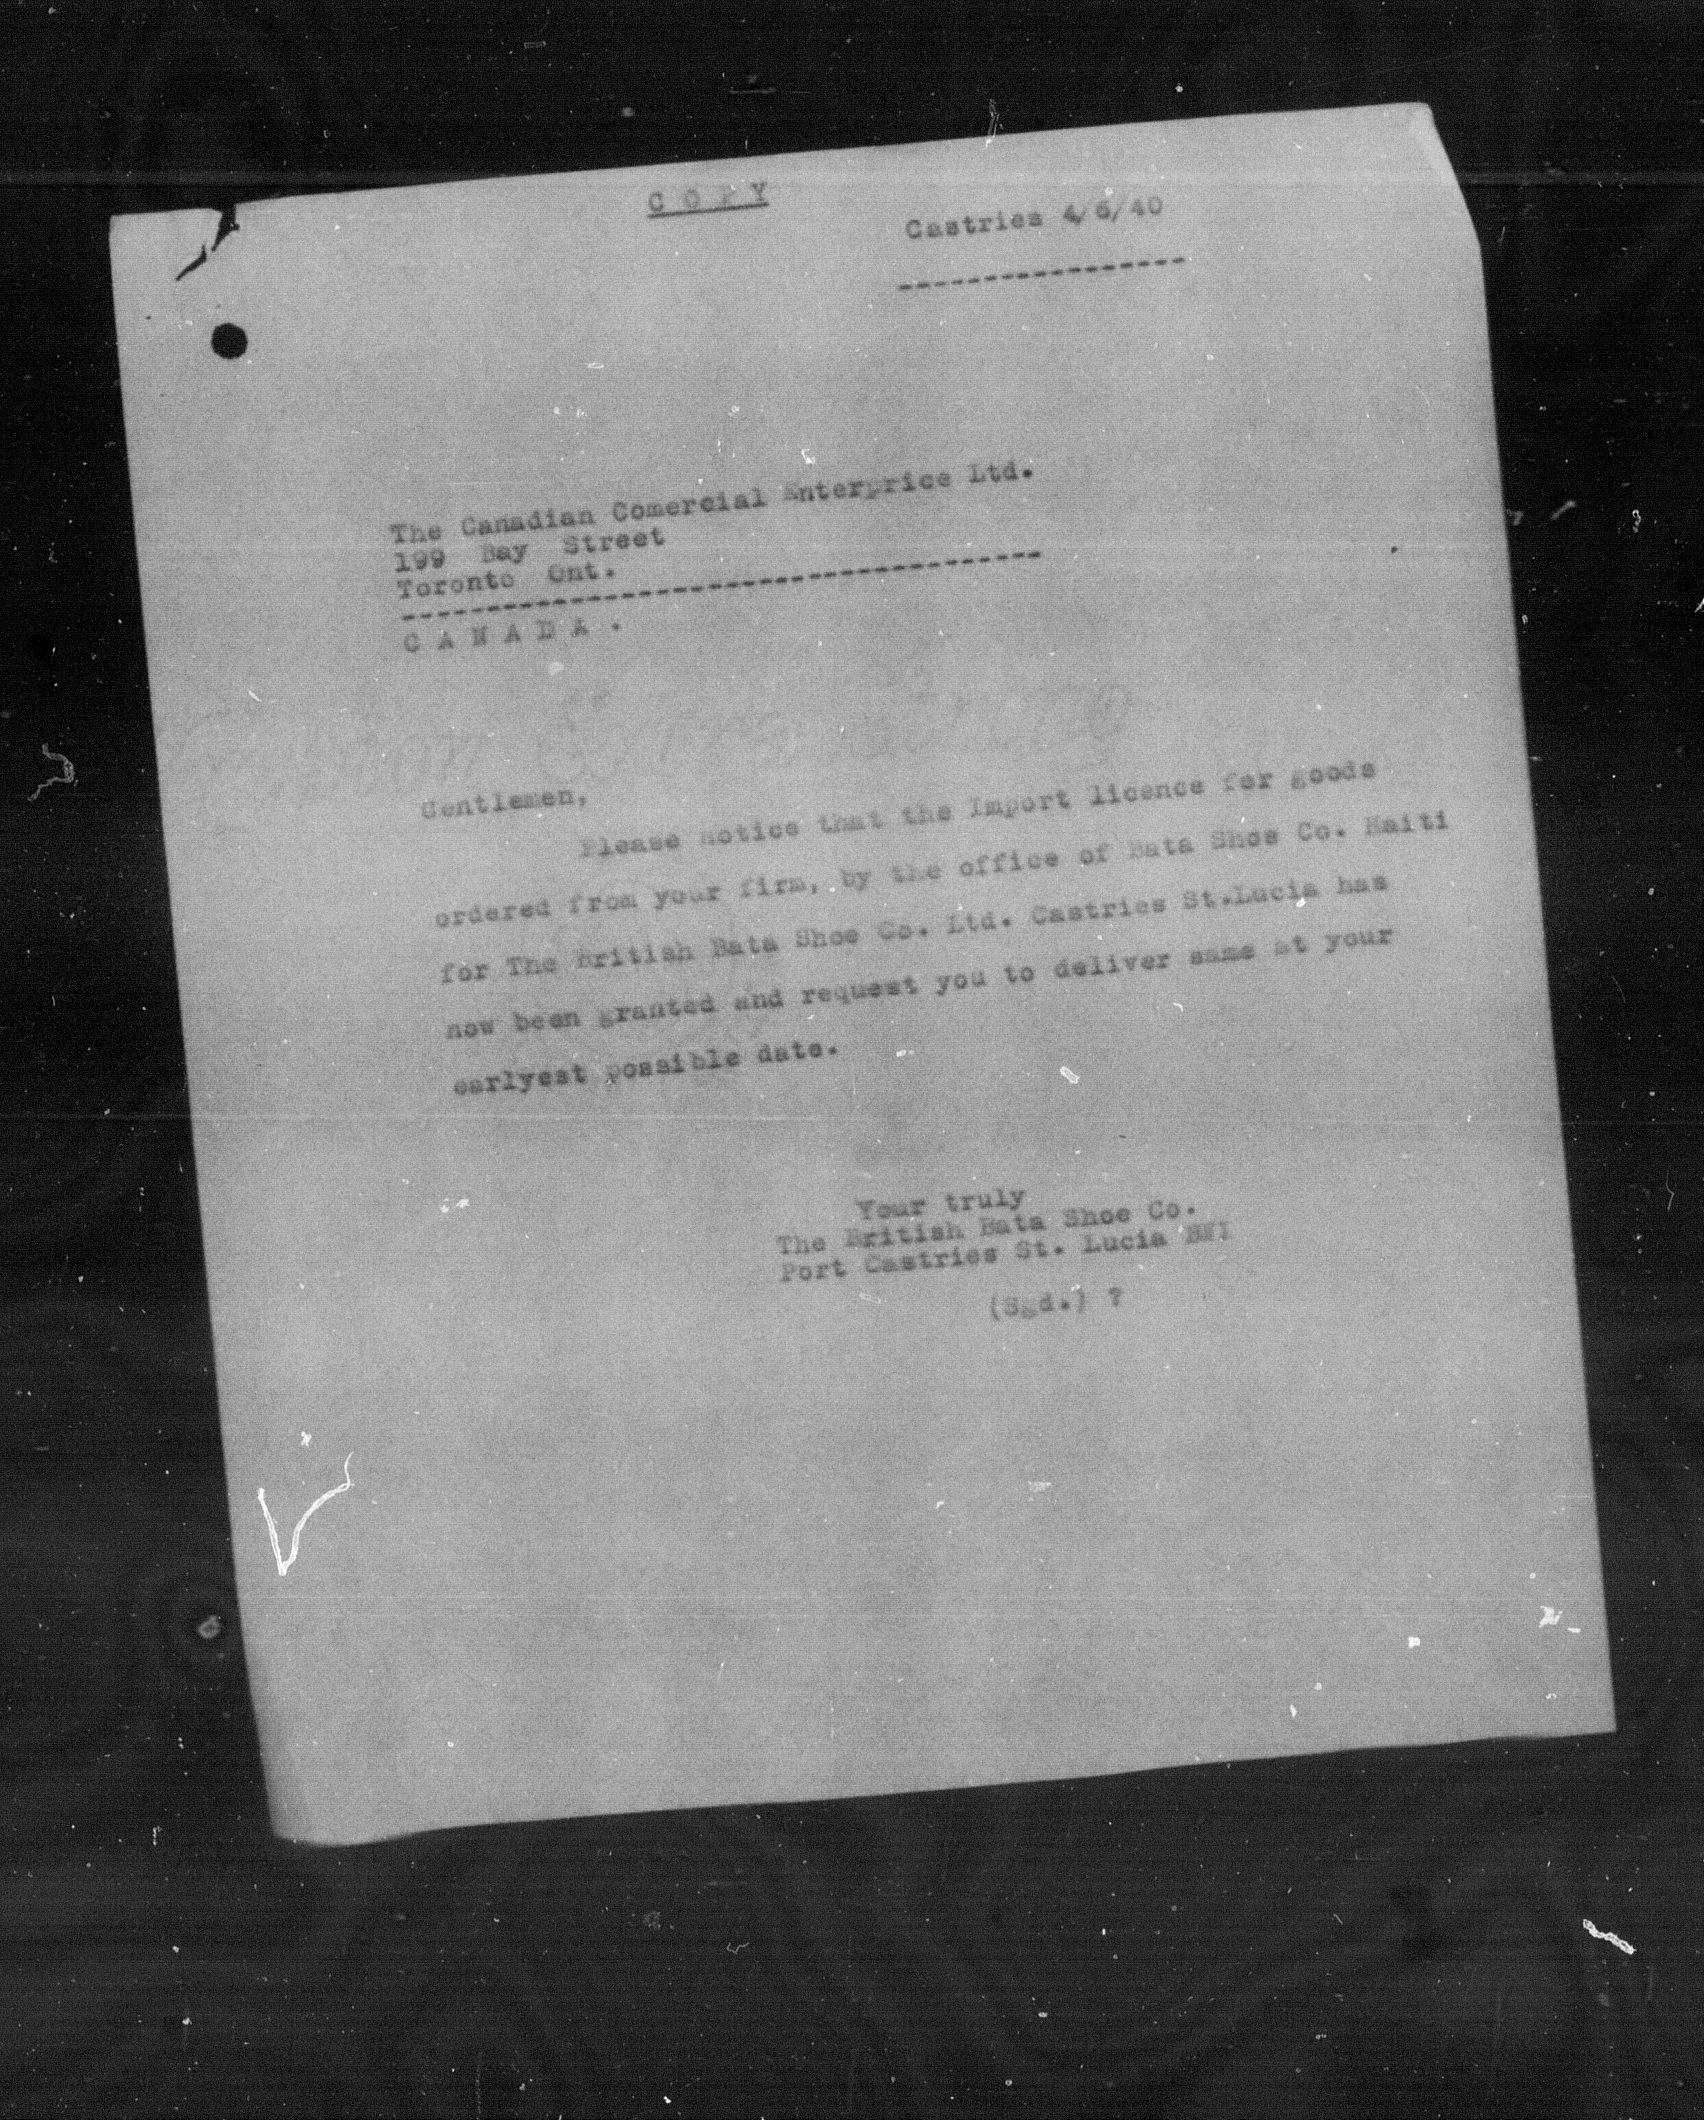 C O P Y
Castries 4/6/40
-----------------
The Canadian Comercial Enterprice Ltd.
199 Bay Street
Toronto Ont.
--------------------------------------
C A N A D A .
Gentlemen,
Please notice that the Import licence for goods
ordered from your firm, by the office of Bata Shoe Co. Haiti
for The British Bata Shoe Co. Ltd. Castries St.Lucia has
now been granted and request you to deliver same at your
earlyest possible date.
Your truly
The British Bata Shoe Co.
Port Castries St. Lucia BWI
(Sgd.) ?